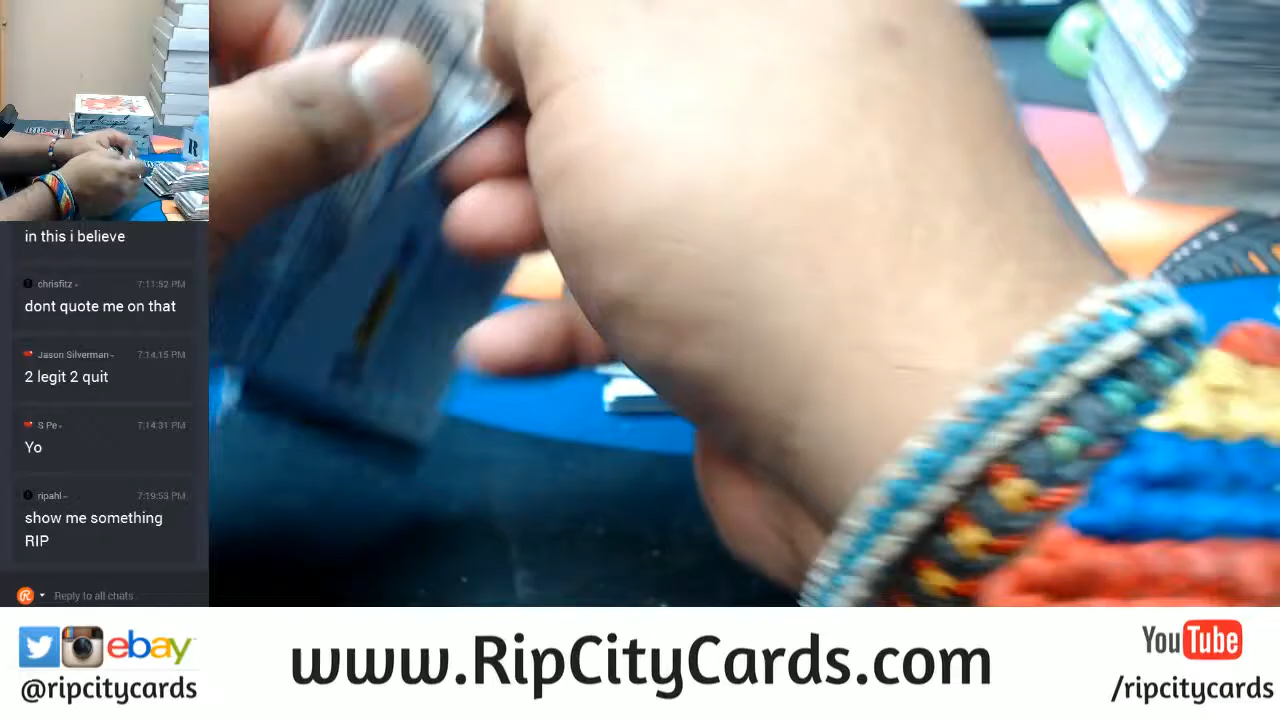 RIP CITY
R
in this i believe
chrisfitz
7:11:52 PM
dont quote me on that
Jason Silverman
7:14:15 PM
2 legit 2 quit
S Pe
7:14:31 PM
Yo
ripahl
7:19:53 PM
show me something
RIP
Reply to all chats
ebay
@ripcitycards
www.RipCityCards.com
YouTube
/ripcitycards